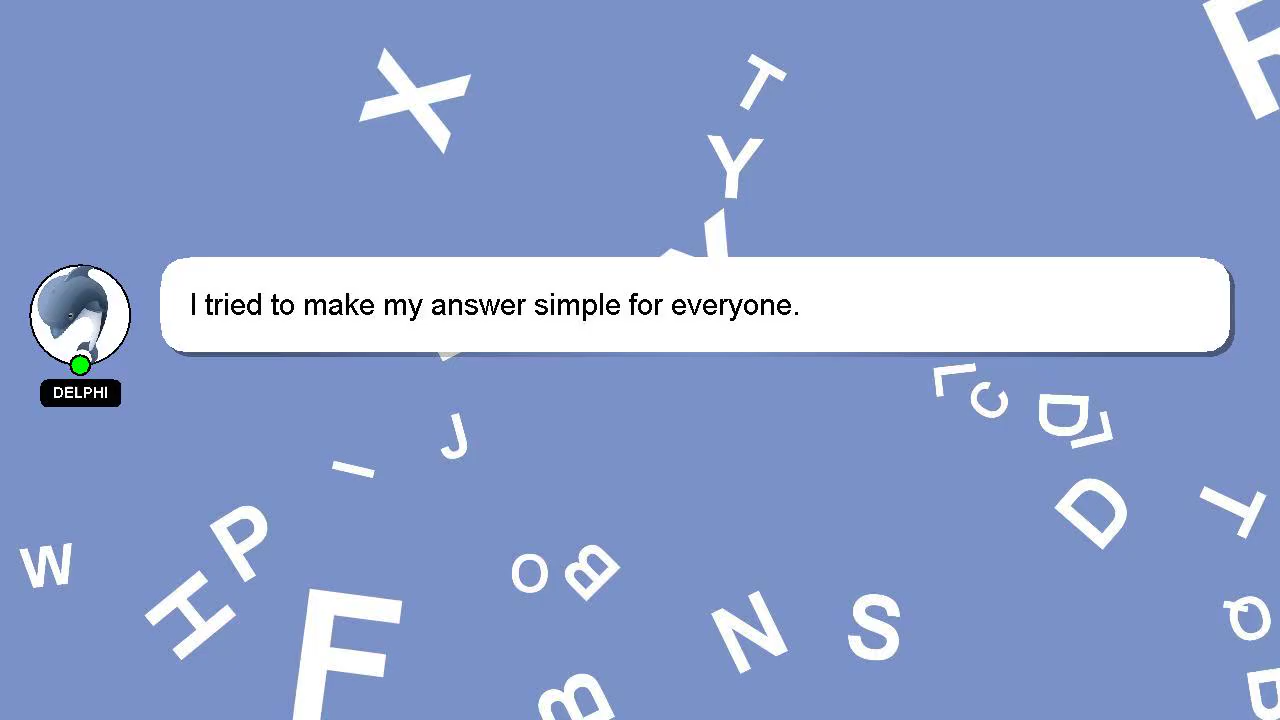 X
T
Y
I tried to make my answer simple for everyone.
DELPHI
L
C
D
L
J
I
D
T
P
W
O
B
H
F
N
S
Q
B